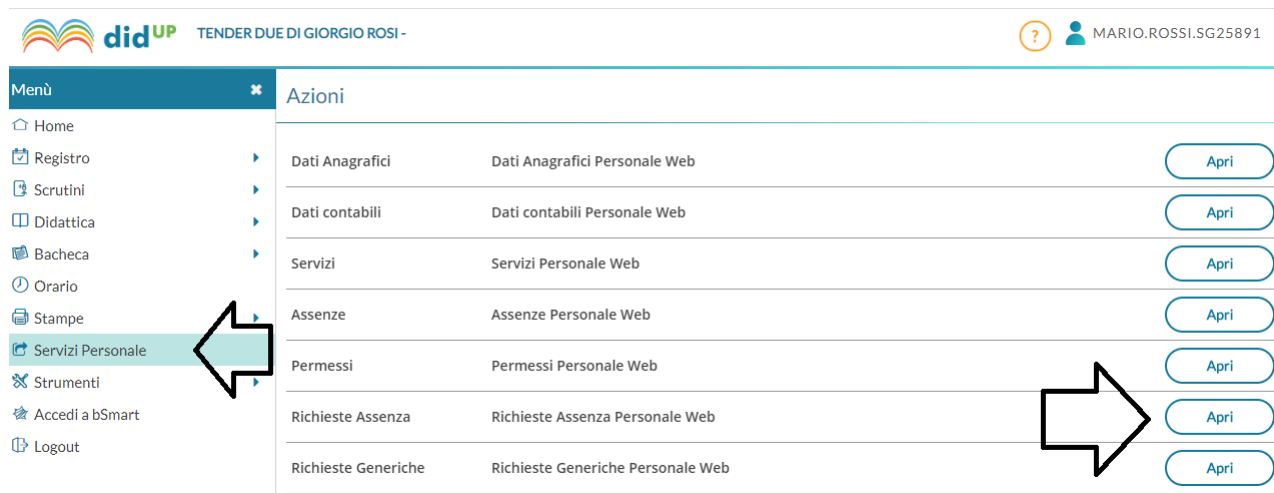 didUP TENDER DUE DI GIORGIO ROSI - ? MARIO.ROSSI.SG25891
Menù
Home
Registro
Scrutini
Didattica
Bacheca
Orario
Stampe
Servizi Personale
Strumenti
Accedi a bSmart
Logout
Azioni
Dati Anagrafici Dati Anagrafici Personale Web Apri
Dati contabili Dati contabili Personale Web Apri
Servizi Servizi Personale Web Apri
Assenze Assenze Personale Web Apri
Permessi Permessi Personale Web Apri
Richieste Assenza Richieste Assenza Personale Web Apri
Richieste Generiche Richieste Generiche Personale Web Apri